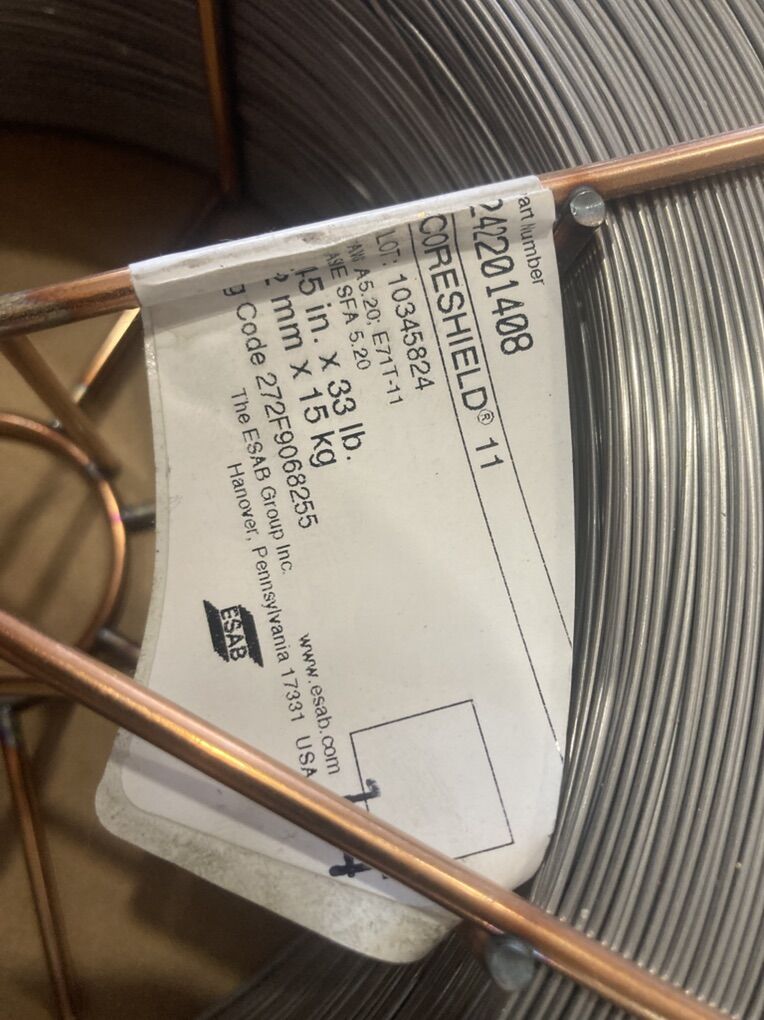 art Number
242201408
CORESHIELD® 11
LOT: 10345824
A5.20; E71T-11
SFA 5.20
45 in. x 33 lb.
mm x 15 kg
g Code 272F9068255
The ESAB Group Inc.
Hanover, Pennsylvania 17331 USA
www.esab.com
ESAB